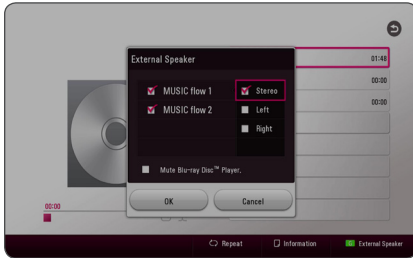 External Speaker
01:48
MUSIC flow 1
Stereo
00:00
MUSIC flow 2
Left
00:00
Right
Mute Blu-ray Disc™ Player.
OK
Cancel
00:00
Repeat
Information
External Speaker